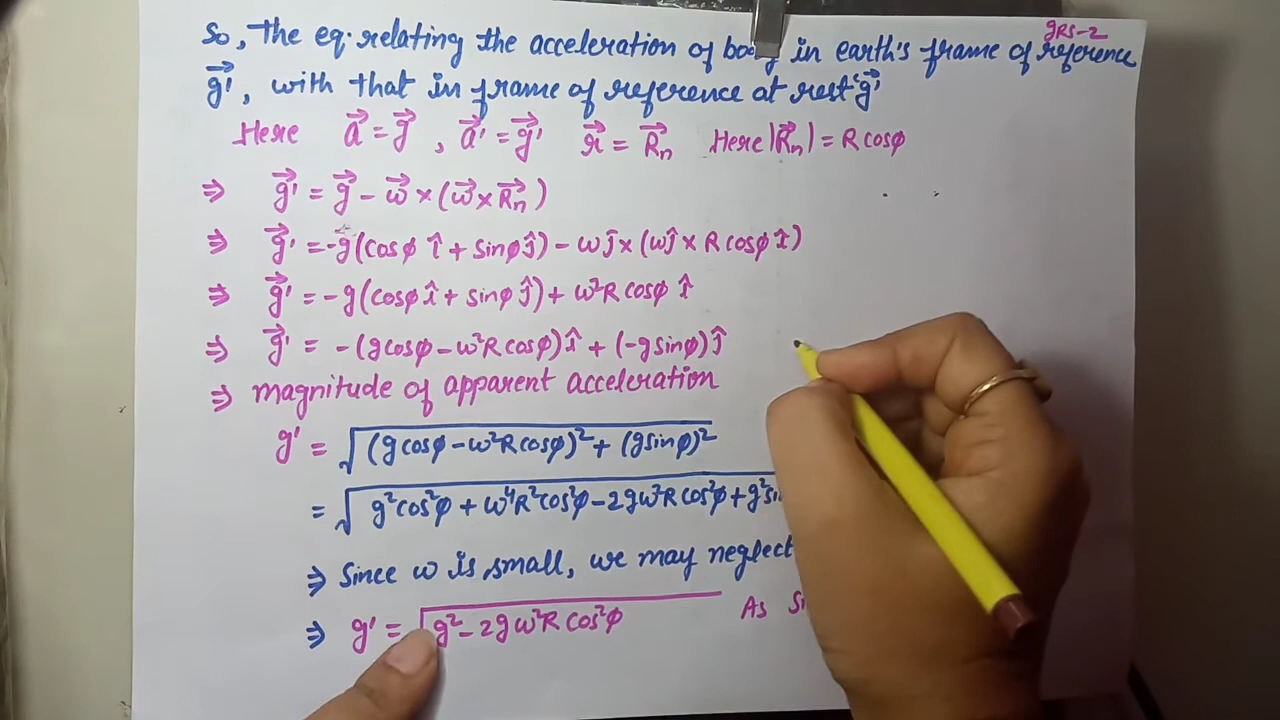 gRS-2
So, the eq. relating the acceleration of body in earth's frame of reference
g⃗', with that in frame of reference at rest 'g⃗'
Here a⃗ = g⃗ , a⃗' = g⃗' r⃗ = R⃗n Here |R⃗n| = R cosφ
⇒ g⃗' = g⃗ - ω⃗ × (ω⃗ × R⃗n)
⇒ g⃗' = -g(cosφ î + sinφ ĵ) - ωĵ × (ωĵ × R cosφ î)
⇒ g⃗' = -g(cosφ î + sinφ ĵ) + ω²R cosφ î
⇒ g⃗' = -(g cosφ - ω²R cosφ) î + (-g sinφ) ĵ
⇒ magnitude of apparent acceleration
g' = √(g cosφ - ω²R cosφ)² + (g sinφ)²
= √g²cos²φ + ω⁴R²cos²φ - 2gω²R cos²φ + g²
⇒ Since ω is small, we may neglect
⇒ g' = √g² - 2gω²R cos²φ As